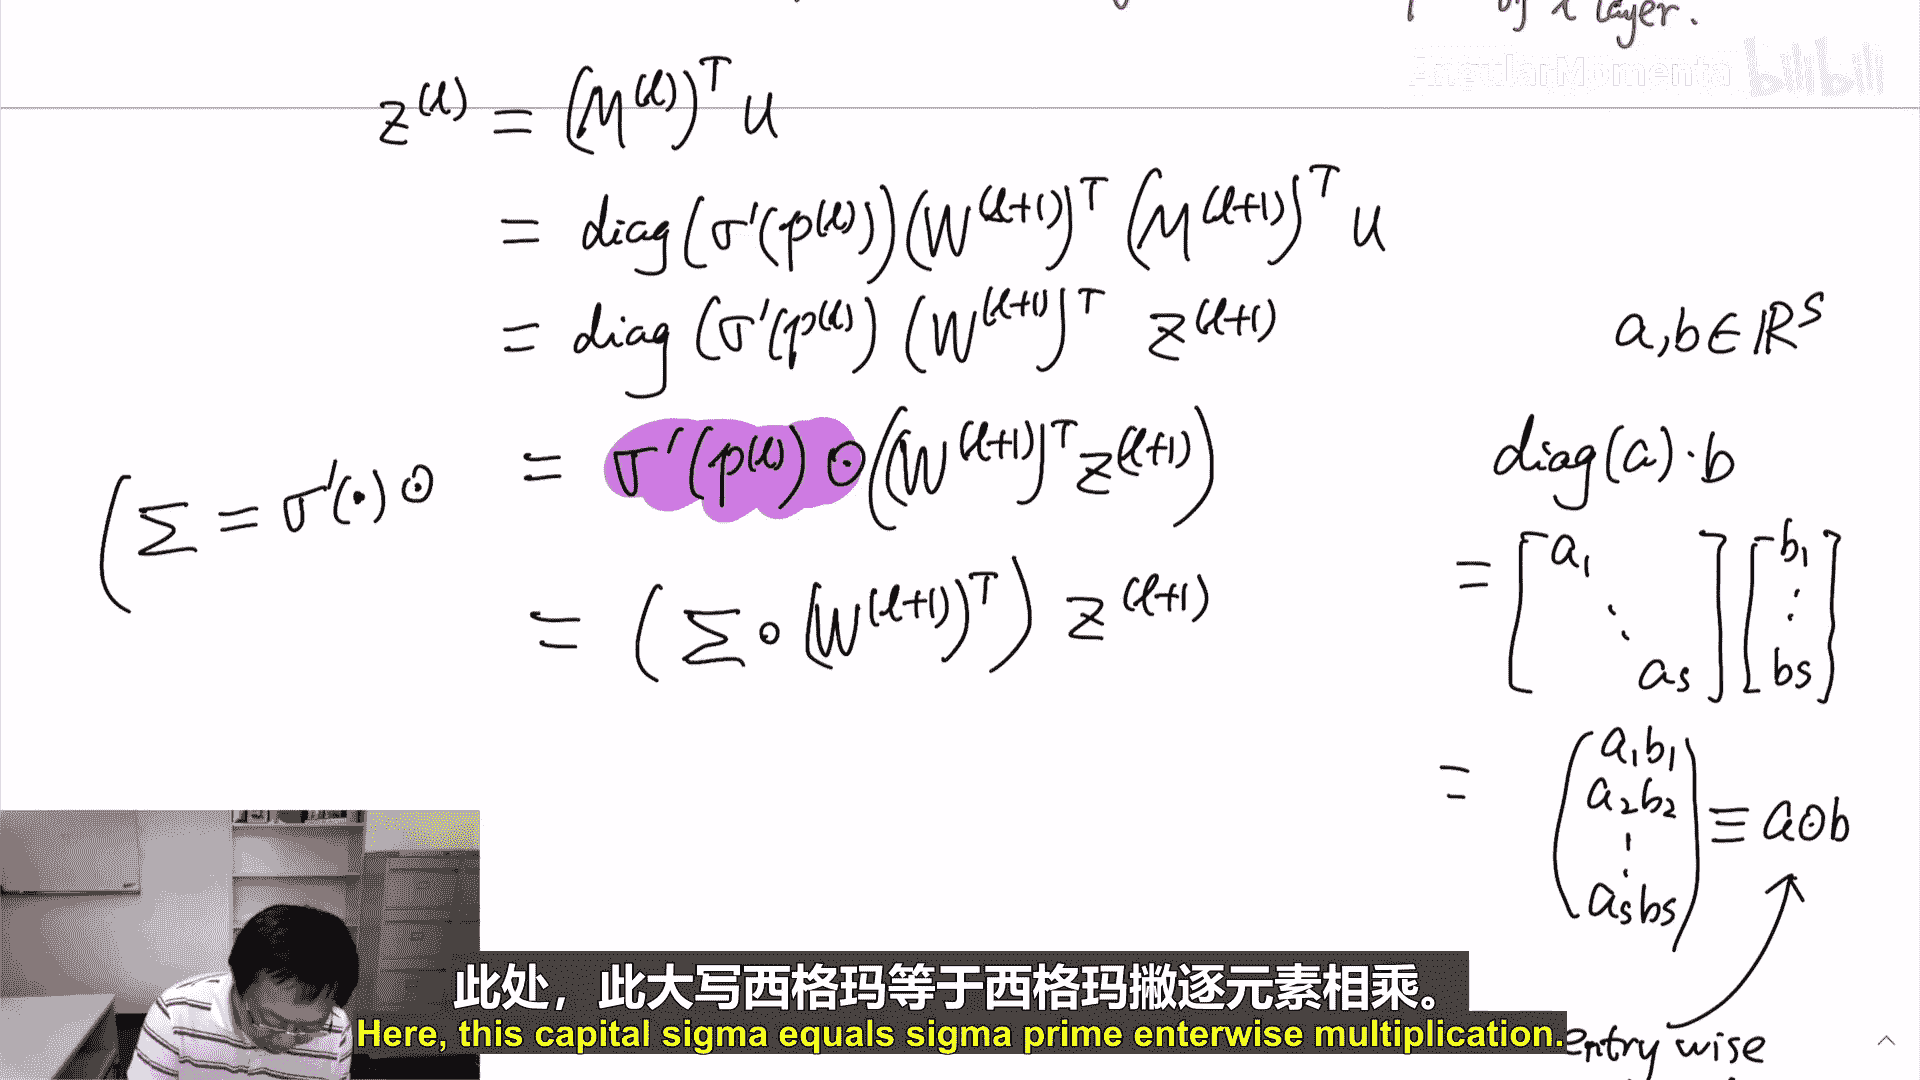 of l layer.
AngularMomenta bilibili
z^(l) = (M^(l))^T u
= diag(σ'(p^(l)))(W^(l+1))^T (M^(l+1))^T u
= diag(σ'(p^(l)) (W^(l+1))^T z^(l+1)
= σ'(p^(l)) ⊙ ((W^(l+1))^T z^(l+1))
(Σ = σ'(·) ⊙
= (Σ ∘ (W^(l+1))^T) z^(l+1)
a,b ∈ ℝ^S
diag(a)·b
= [a₁ ⋱ as] [b₁ ⋮ bs]
= (a₁b₁ a₂b₂ ⋮ asbs) ≡ a⊙b
entry wise
此处，此大写西格玛等于西格玛撇逐元素相乘。
Here, this capital sigma equals sigma prime enterwise multiplication.